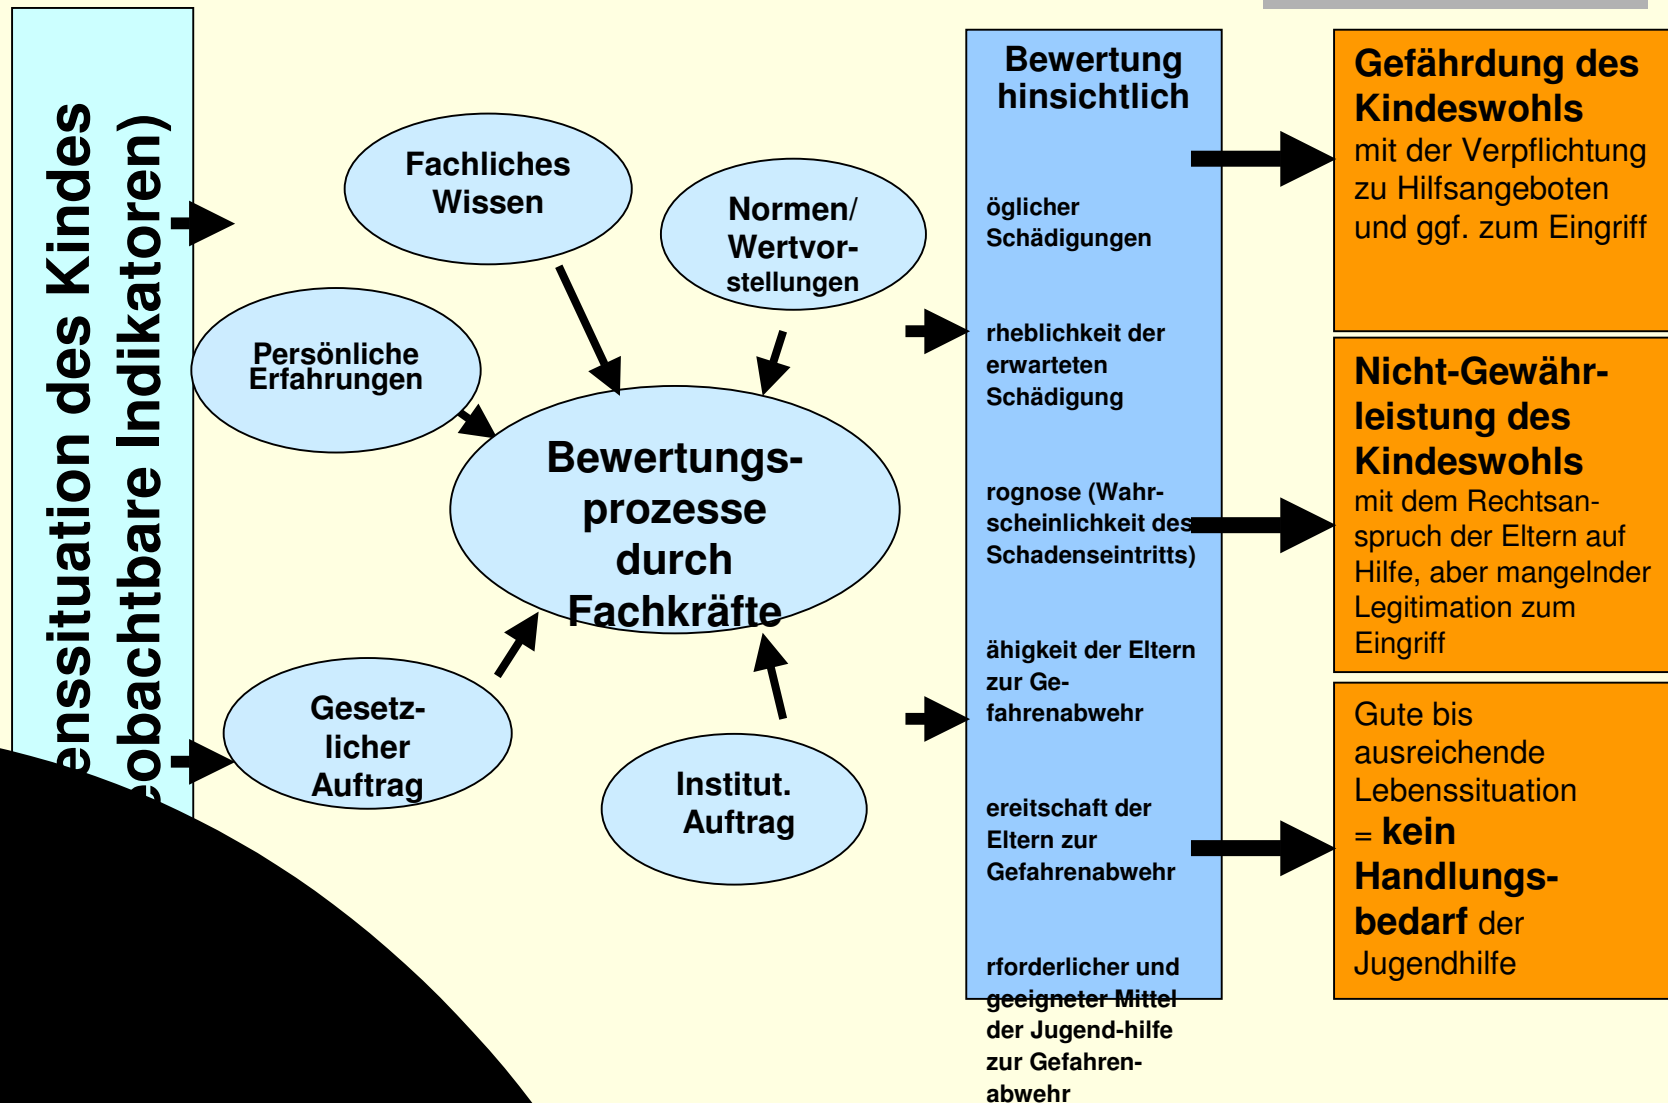 enssituation des Kindes
eobachtbare Indikatoren)
Fachliches
Wissen
Normen/
Wertvor-
stellungen
Persönliche
Erfahrungen
Bewertungs-
prozesse
durch
Fachkräfte
Gesetz-
licher
Auftrag
Institut.
Auftrag
Bewertung
hinsichtlich
öglicher
Schädigungen
rheblichkeit der
erwarteten
Schädigung
rognose (Wahr-
scheinlichkeit des
Schadenseintritts)
ähigkeit der Eltern
zur Ge-
fahrenabwehr
ereitschaft der
Eltern zur
Gefahrenabwehr
rforderlicher und
geeigneter Mittel
der Jugend-hilfe
zur Gefahren-
abwehr
Gefährdung des
Kindeswohls
mit der Verpflichtung
zu Hilfsangeboten
und ggf. zum Eingriff
Nicht-Gewähr-
leistung des
Kindeswohls
mit dem Rechtsan-
spruch der Eltern auf
Hilfe, aber mangelnder
Legitimation zum
Eingriff
Gute bis
ausreichende
Lebenssituation
= kein
Handlungs-
bedarf der
Jugendhilfe